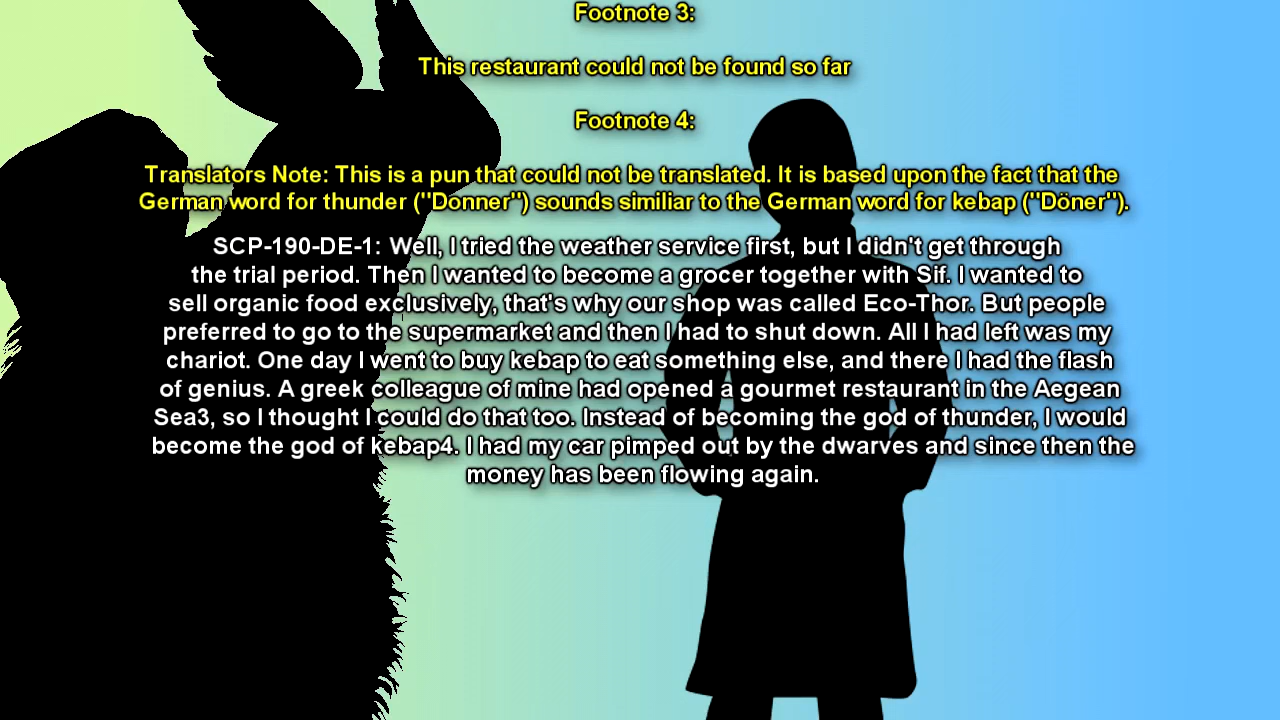 Footnote 3:
This restaurant could not be found so far
Footnote 4:
Translators Note: This is a pun that could not be translated. It is based upon the fact that the
German word for thunder ("Donner") sounds similiar to the German word for kebap ("Döner").
SCP-190-DE-1: Well, I tried the weather service first, but I didn't get through
the trial period. Then I wanted to become a grocer together with Sif. I wanted to
sell organic food exclusively, that's why our shop was called Eco-Thor. But people
preferred to go to the supermarket and then I had to shut down. All I had left was my
chariot. One day I went to buy kebap to eat something else, and there I had the flash
of genius. A greek colleague of mine had opened a gourmet restaurant in the Aegean
Sea3, so I thought I could do that too. Instead of becoming the god of thunder, I would
become the god of kebap4. I had my car pimped out by the dwarves and since then the
money has been flowing again.